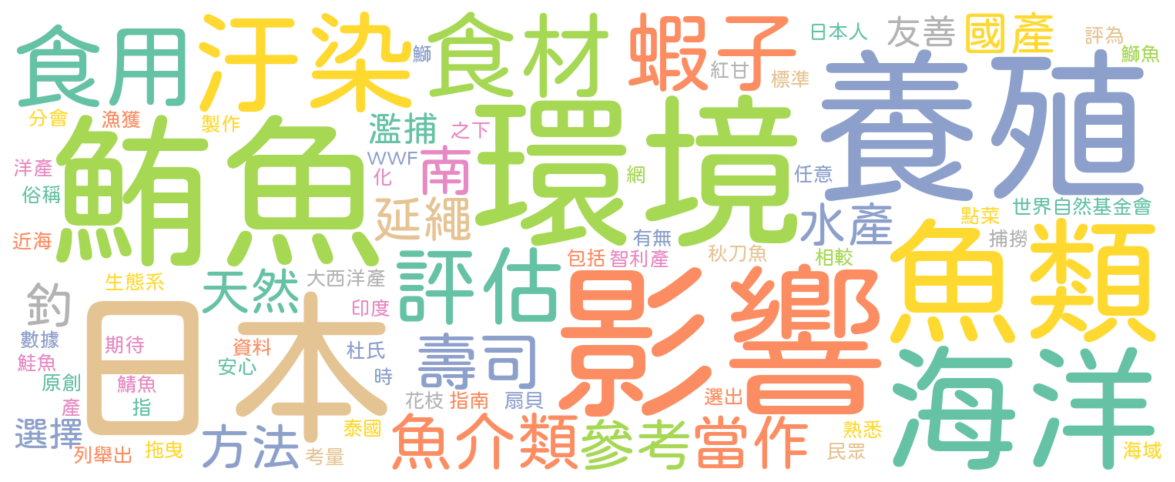 食用
汙染
鰤
食材
蝦子
紅甘
標準
日本人
友善
國產
評為
鰤魚
分會
漁獲
製作
濫捕
之下
養殖
鮪魚
環境
洋產
俗稱
近海
WWF
化
南
延繩
網
任意
水產
有無
點菜
世界自然基金會
捕撈
魚類
生態系
釣
天然
大西洋產
印度
評估
包括
智利產
秋刀魚
相較
影響
數據
鮭魚
原創
產
日本
期待
鯖魚
指
資料
安心
杜氏
時
壽司
花枝
指南
扇貝
選出
海洋
選擇
列舉出
拖曳
方法
考量
泰國
魚介類
參考
當作
熟悉
民眾
海域